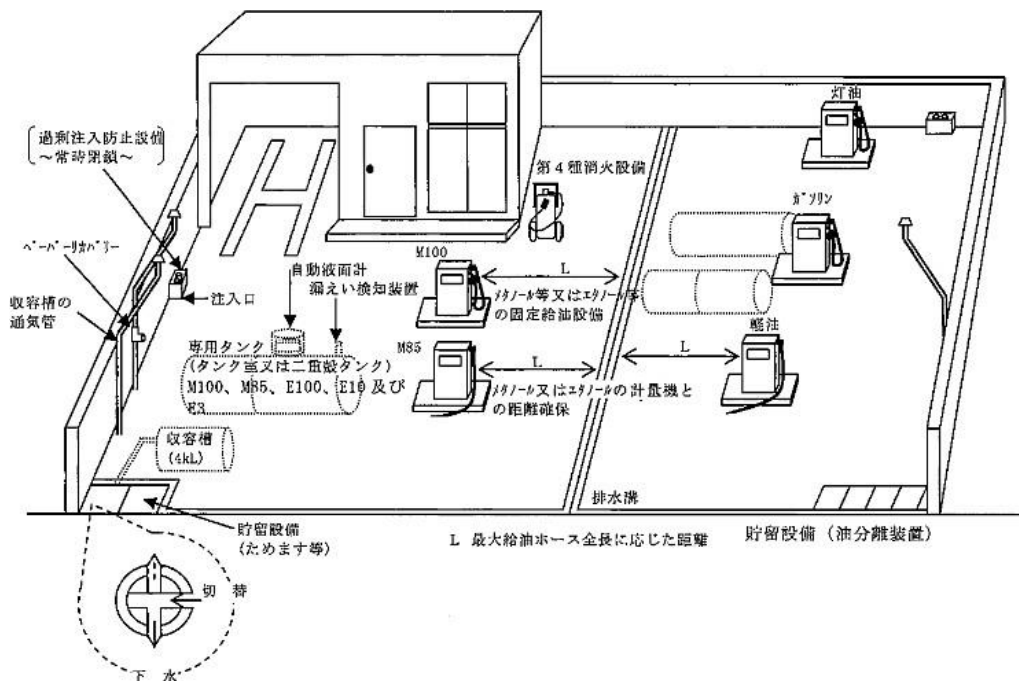 灯油
過剰注入防止設備
～常時閉鎖～
第4種消火設備
ガソリン
ベーパーリカバリー
M100
L
自動液面計
漏えい検知装置
メタノール等又はエタノール等
の固定給油設備
収容槽の
通気管
注入口
専用タンク
(タンク室又は二重殻タンク)
M100、M85、E100、E10 及び
E3
M85
L
L
軽油
メタノール又はエタノールの計量機と
の距離確保
収容槽
(4kL)
排水溝
貯留設備
(ためます等)
L 最大給油ホース全長に応じた距離
貯留設備（油分離装置）
切 替
下 水